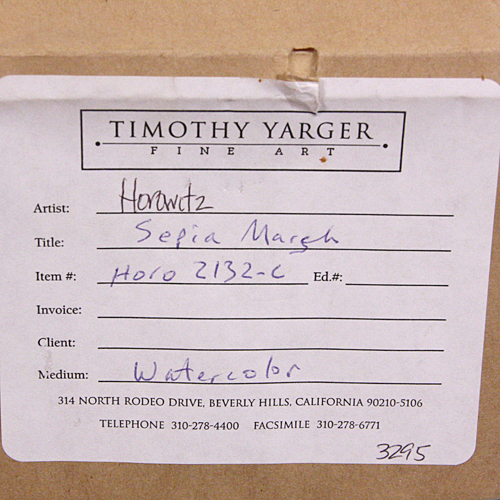 TIMOTHY YARGER
FINE ART
Artist: Horowitz
Title: Sepia March
Item #: Horo 2132-C Ed.#:
Invoice:
Client:
Medium: Watercolor
314 NORTH RODEO DRIVE, BEVERLY HILLS, CALIFORNIA 90210-5106
TELEPHONE 310-278-4400 FACSIMILE 310-278-6771
3295